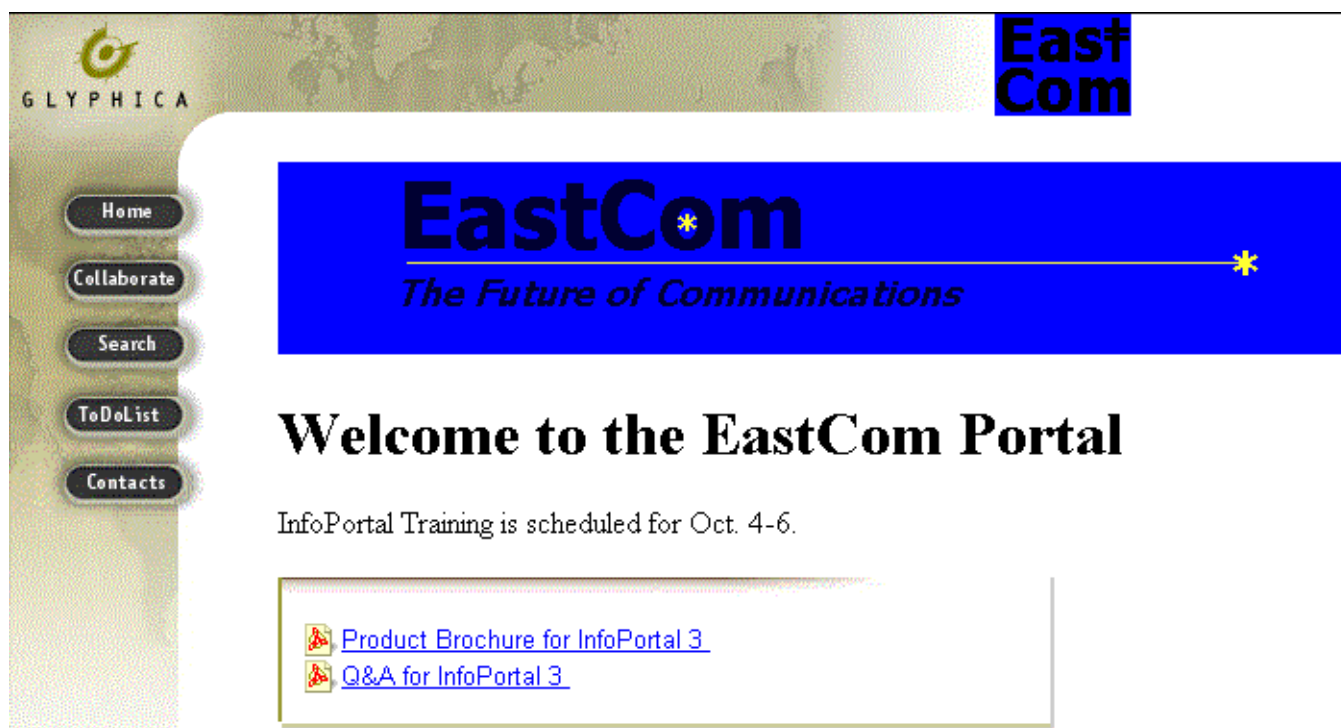 GLYPHICA
East
Com
Home
Collaborate
Search
ToDoList
Contacts
EastCom
The Future of Communications
Welcome to the EastCom Portal
InfoPortal Training is scheduled for Oct. 4-6.
Product Brochure for InfoPortal 3
Q&A for InfoPortal 3